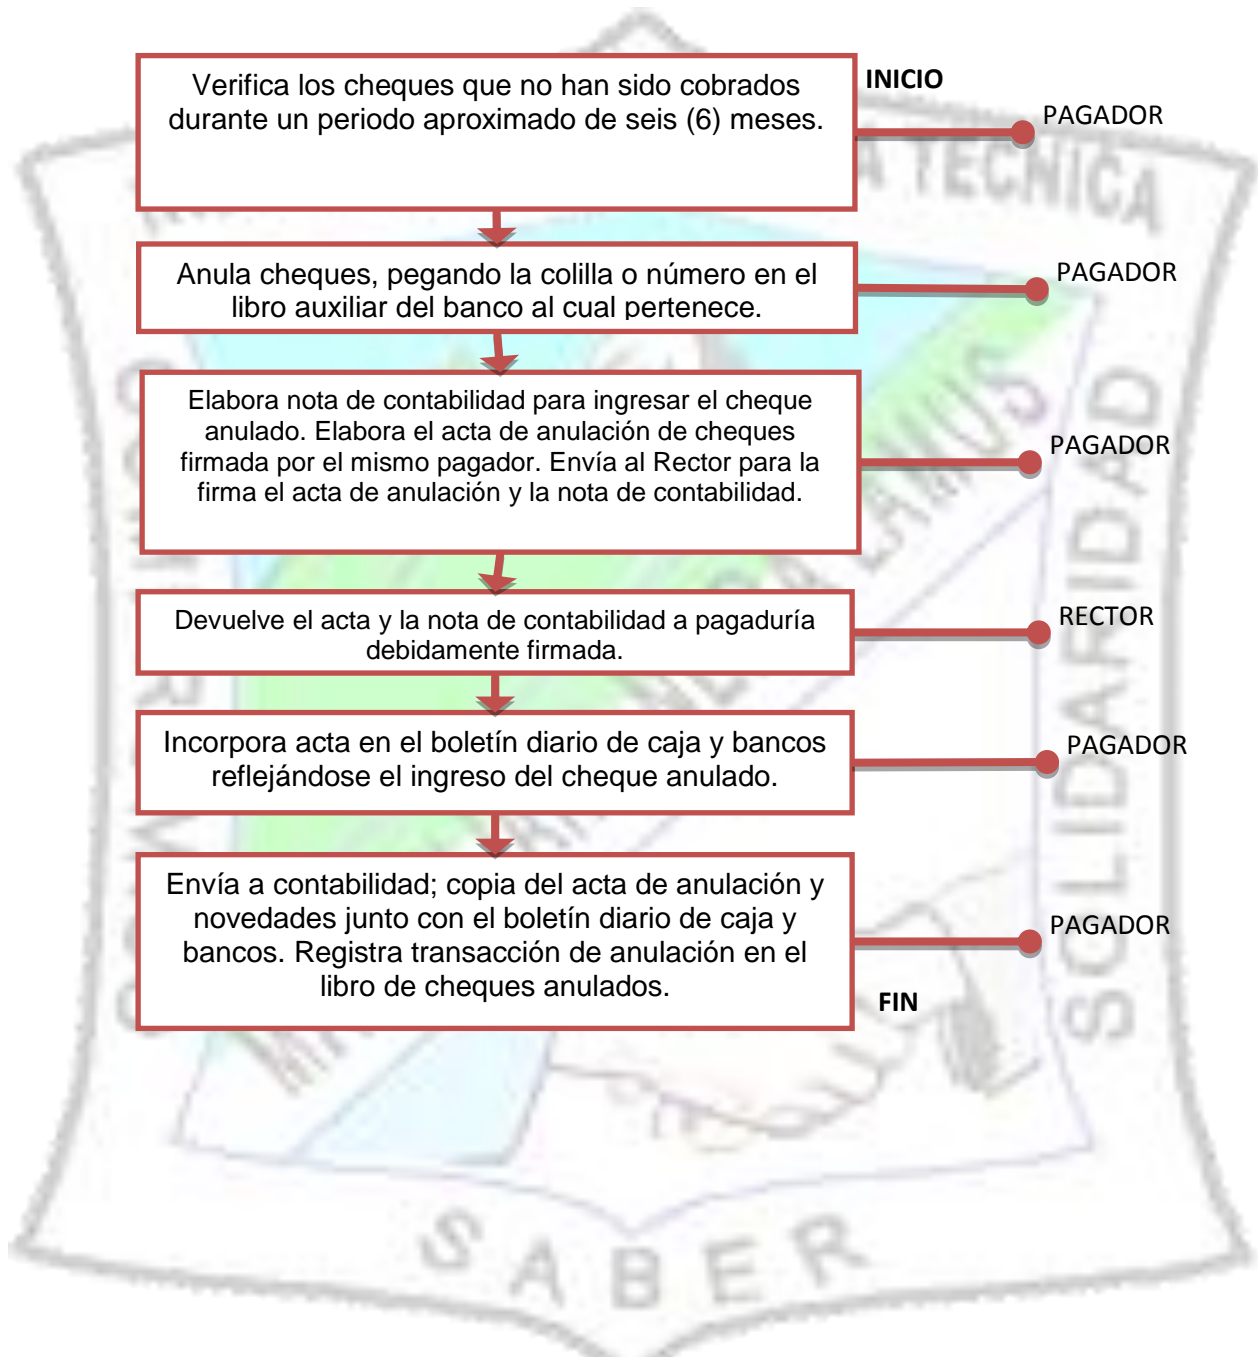 Verifica los cheques que no han sido cobrados
durante un periodo aproximado de seis (6) meses.
INICIO
PAGADOR
Anula cheques, pegando la colilla o número en el
libro auxiliar del banco al cual pertenece.
PAGADOR
Elabora nota de contabilidad para ingresar el cheque
anulado. Elabora el acta de anulación de cheques
firmada por el mismo pagador. Envía al Rector para la
firma el acta de anulación y la nota de contabilidad.
PAGADOR
Devuelve el acta y la nota de contabilidad a pagaduría
debidamente firmada.
RECTOR
Incorpora acta en el boletín diario de caja y bancos
reflejándose el ingreso del cheque anulado.
PAGADOR
Envía a contabilidad; copia del acta de anulación y
novedades junto con el boletín diario de caja y
bancos. Registra transacción de anulación en el
libro de cheques anulados.
PAGADOR
FIN
TECNICA
LAMUS
SOLIDARIDAD
SABER